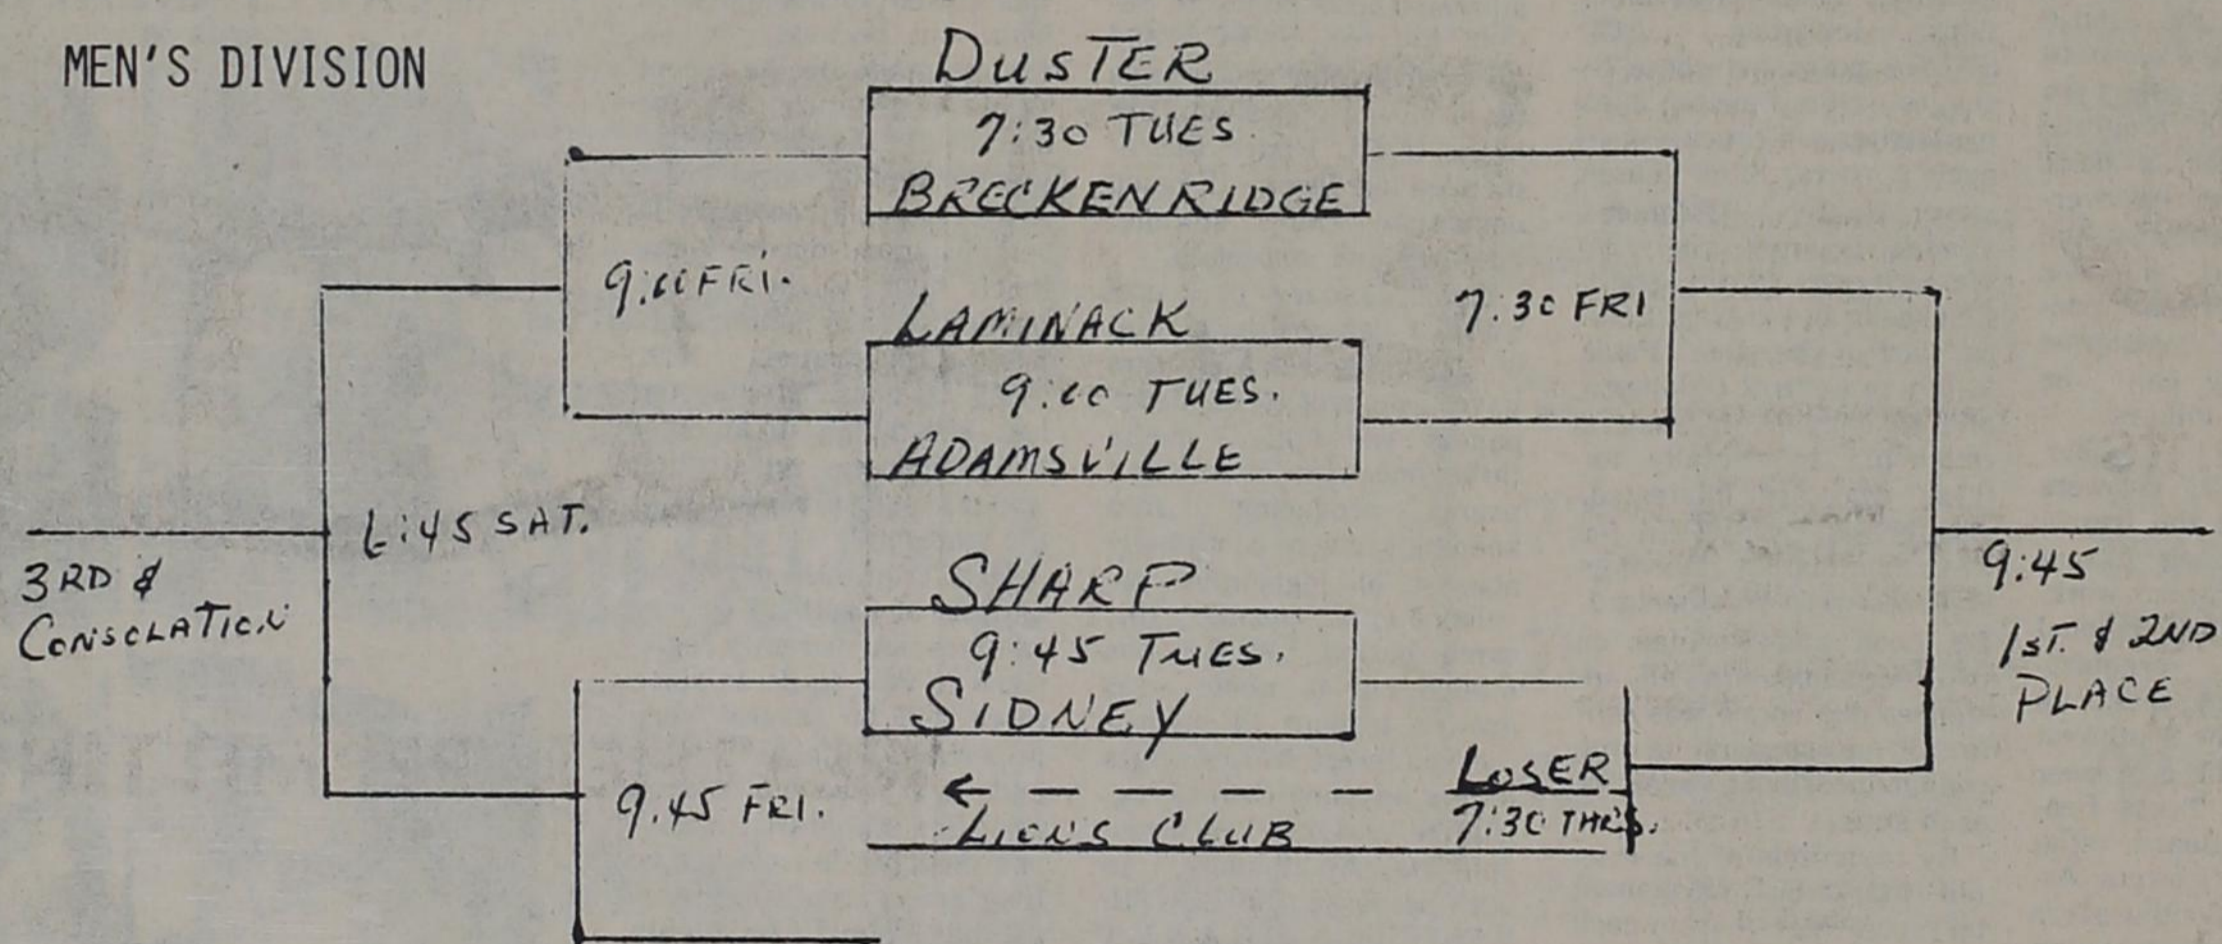 MEN'S DIVISION
DUSTER
7:30 TUES.
BRECKENRIDGE
9:00 FRI.
LAMINACK
7:30 FRI
9:00 TUES.
ADAMSVILLE
6:45 SAT.
3RD &
CONSOLATION
SHARP
9:45 TUES.
SIDNEY
9:45
1ST. & 2ND
PLACE
9:45 FRI.
LOSER
7:30 THRS.
LIONS CLUB